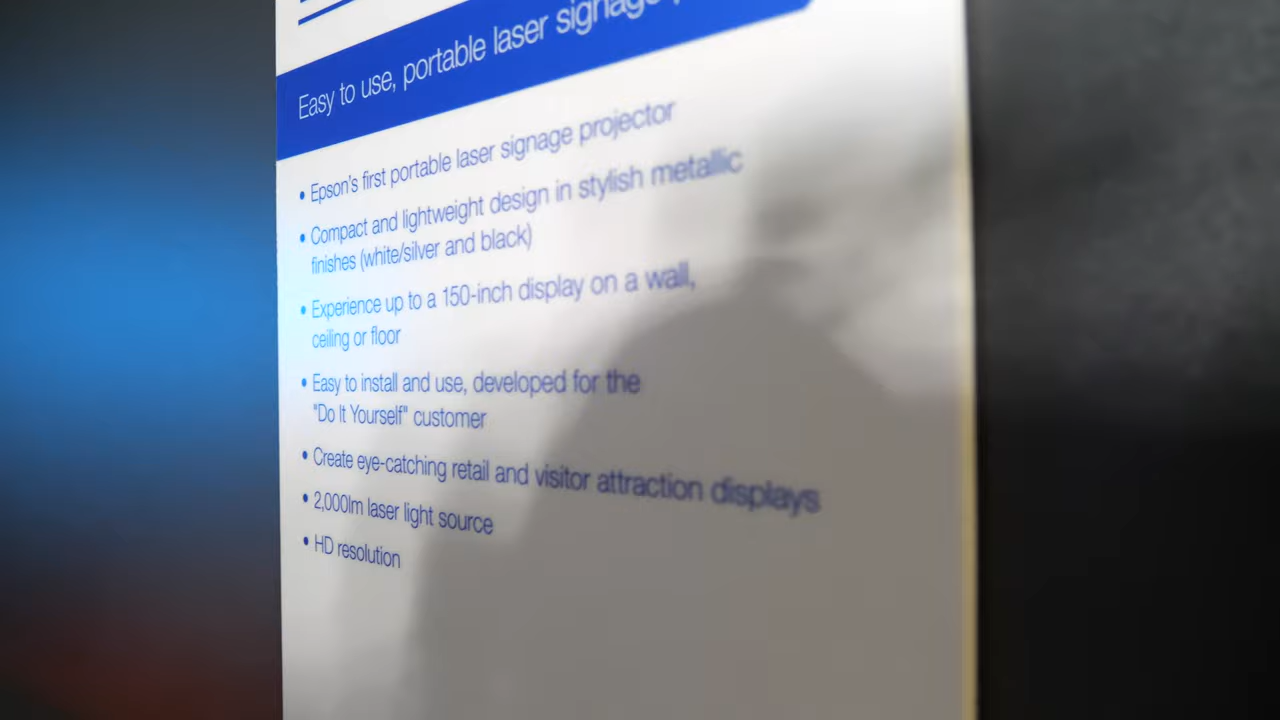 Easy to use, portable laser signage
• Epson's first portable laser signage projector
• Compact and lightweight design in stylish metallic
finishes (white/silver and black)
• Experience up to a 150-inch display on a wall,
ceiling or floor
• Easy to install and use, developed for the
"Do It Yourself" customer
• Create eye-catching retail and visitor attraction displays
• 2,000lm laser light source
• HD resolution